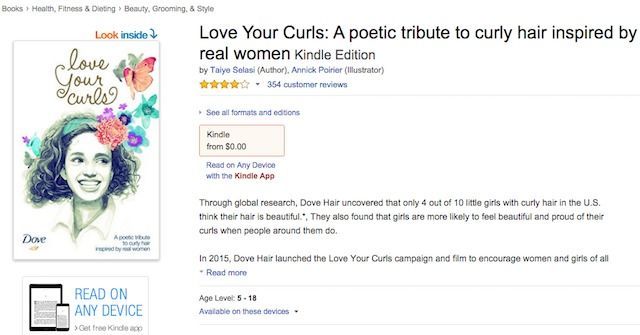 Books › Health, Fitness & Dieting › Beauty, Grooming, & Style
Look inside
love
your
curls
Dove
A poetic tribute
to curly hair
inspired by real women
READ ON
ANY DEVICE
› Get free Kindle app
Love Your Curls: A poetic tribute to curly hair inspired by
real women Kindle Edition
by Taiye Selasi (Author), Annick Poirier (Illustrator)
354 customer reviews
See all formats and editions
Kindle
from $0.00
Read on Any Device
with the Kindle App
Through global research, Dove Hair uncovered that only 4 out of 10 little girls with curly hair in the U.S.
think their hair is beautiful.*, They also found that girls are more likely to feel beautiful and proud of their
curls when people around them do.
In 2015, Dove Hair launched the Love Your Curls campaign and film to encourage women and girls of all
Read more
Age Level: 5 - 18
Available on these devices